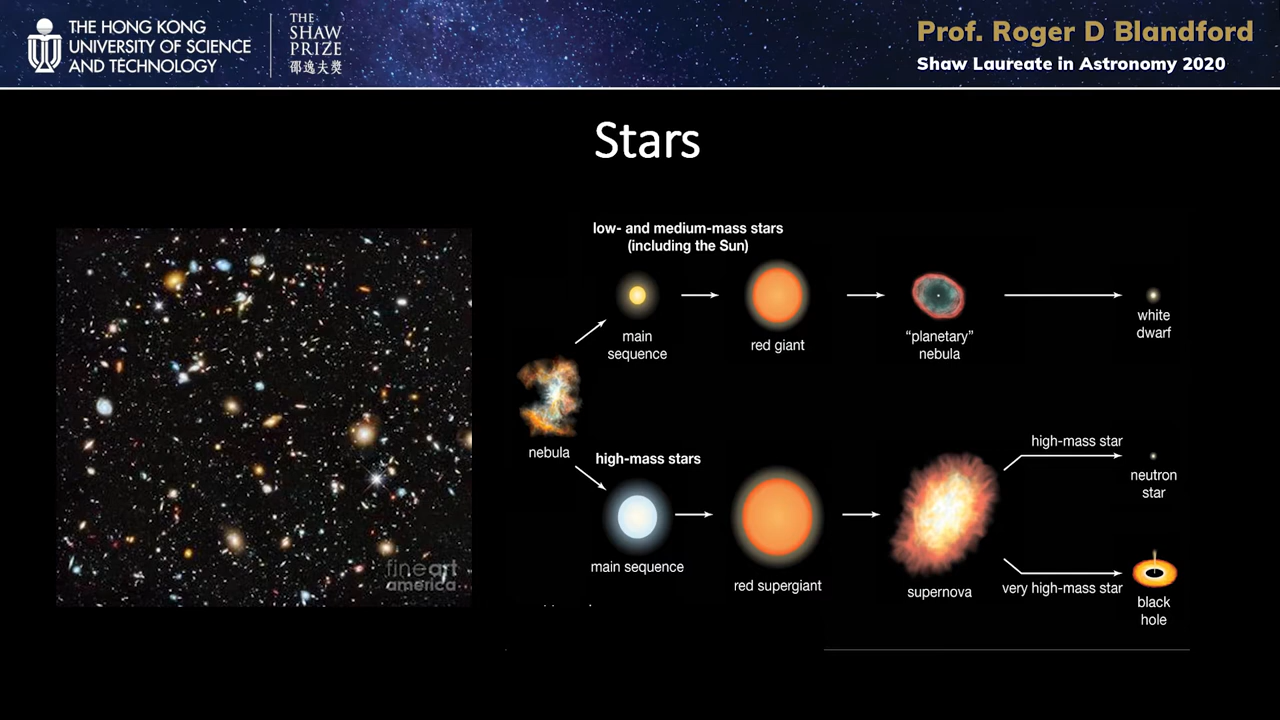 THE HONG KONG
UNIVERSITY OF SCIENCE
AND TECHNOLOGY
THE
SHAW
PRIZE
邵逸夫獎
Prof. Roger D Blandford
Shaw Laureate in Astronomy 2020
Stars
fineart
america
low- and medium-mass stars
(including the Sun)
main
sequence
red giant
“planetary”
nebula
white
dwarf
nebula
high-mass stars
main sequence
red supergiant
supernova
high-mass star
neutron
star
very high-mass star
black
hole